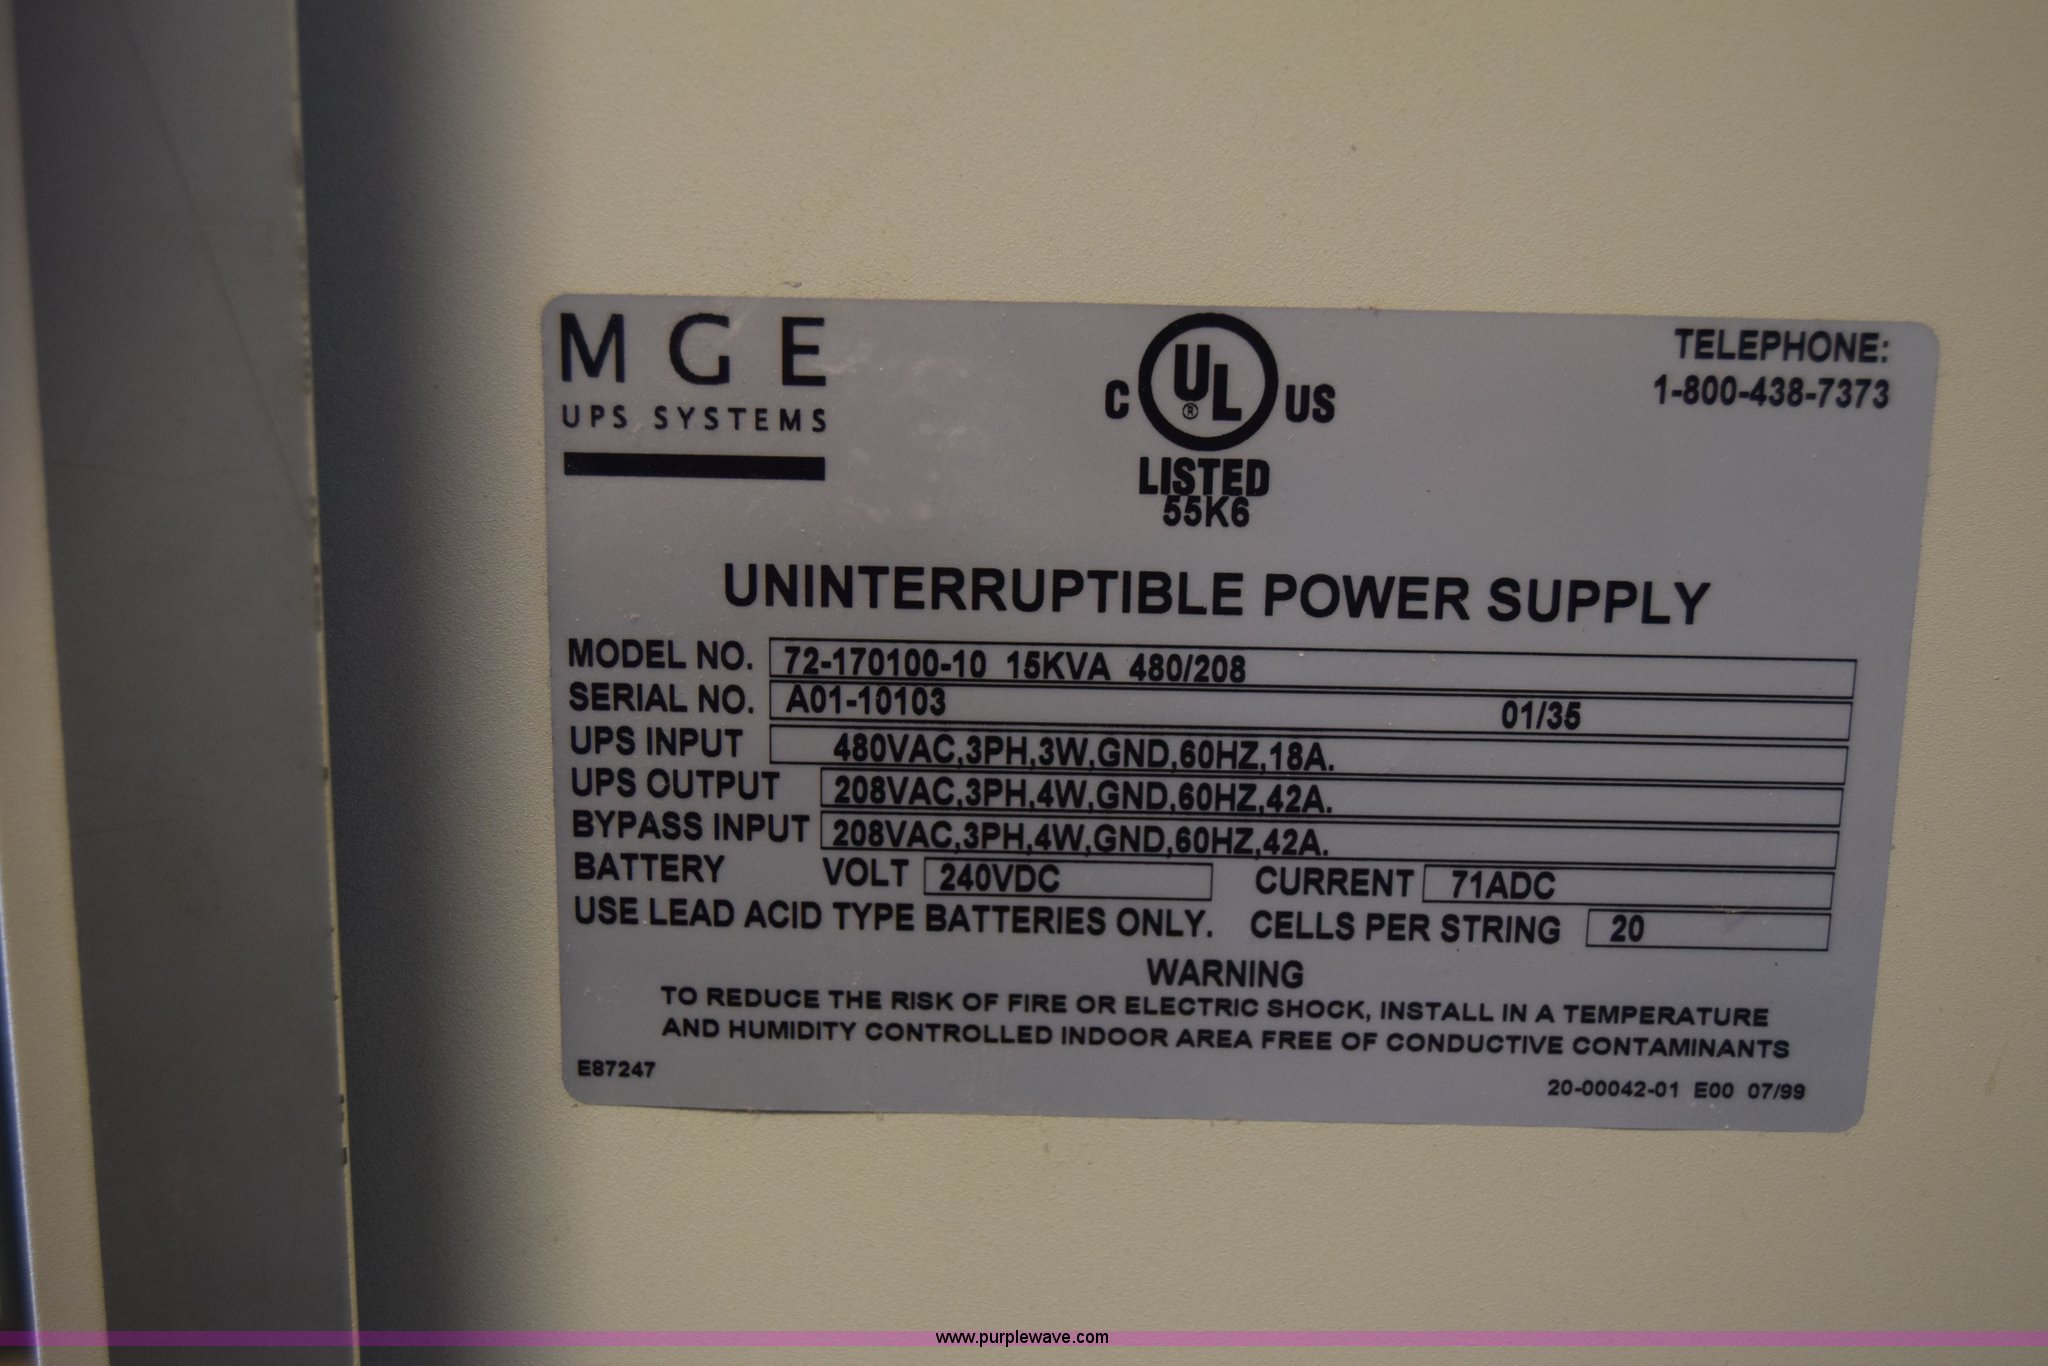 MGE
UPS SYSTEMS
C UL US
®
LISTED
55K6
TELEPHONE:
1-800-438-7373
UNINTERRUPTIBLE POWER SUPPLY
MODEL NO. 72-170100-10 15KVA 480/208
SERIAL NO. A01-10103 01/35
UPS INPUT 480VAC,3PH,3W,GND,60HZ,18A.
UPS OUTPUT 208VAC,3PH,4W,GND,60HZ,42A.
BYPASS INPUT 208VAC,3PH,4W,GND,60HZ,42A.
BATTERY VOLT 240VDC CURRENT 71ADC
USE LEAD ACID TYPE BATTERIES ONLY. CELLS PER STRING 20
WARNING
TO REDUCE THE RISK OF FIRE OR ELECTRIC SHOCK, INSTALL IN A TEMPERATURE
AND HUMIDITY CONTROLLED INDOOR AREA FREE OF CONDUCTIVE CONTAMINANTS
E87247
20-00042-01 E00 07/99
www.purplewave.com